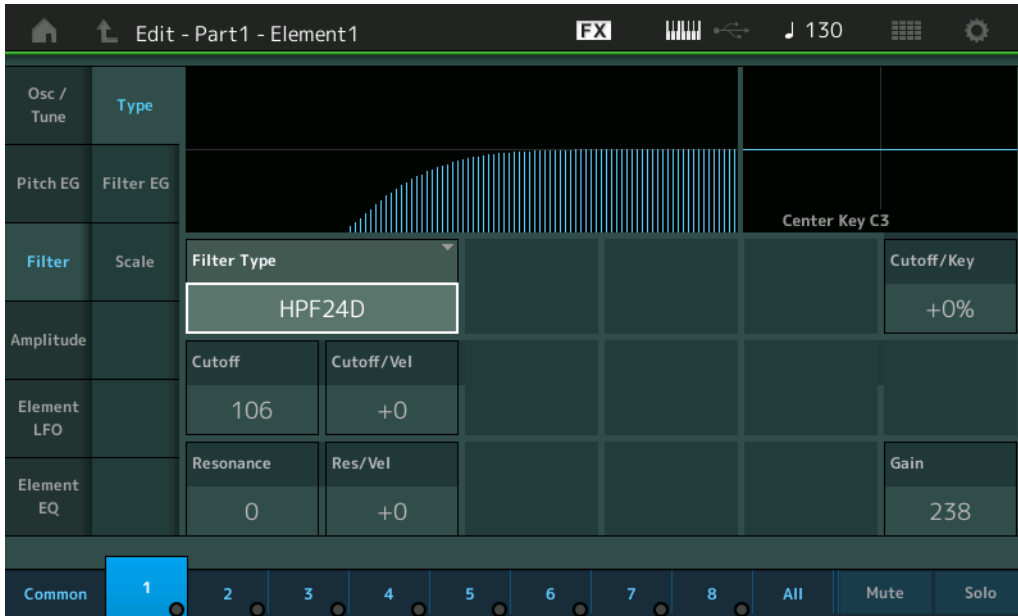 Edit - Part1 - Element1
FX
♩ 130
Osc /
Tune
Type
Pitch EG
Filter EG
Center Key C3
Filter
Scale
Filter Type
HPF24D
Cutoff/Key
+0%
Amplitude
Cutoff
106
Cutoff/Vel
+0
Element
LFO
Resonance
0
Res/Vel
+0
Gain
238
Element
EQ
Common
1
2
3
4
5
6
7
8
All
Mute
Solo